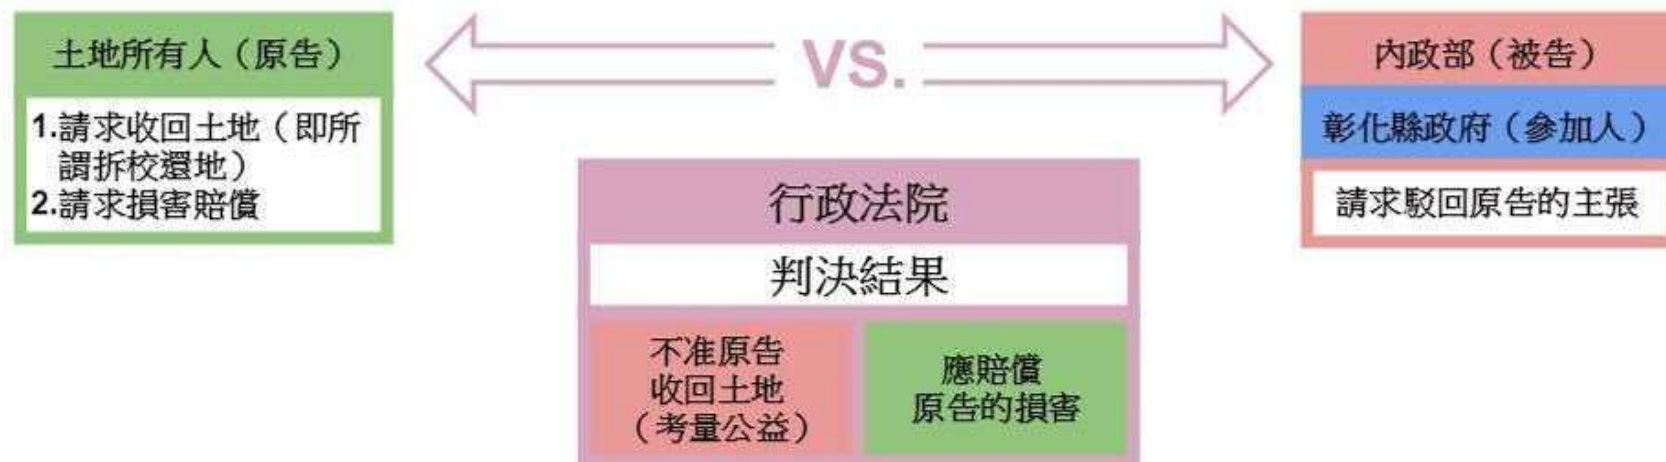 土地所有人（原告）
1.請求收回土地（即所
謂拆校還地）
2.請求損害賠償
VS.
內政部（被告）
彰化縣政府（參加人）
請求駁回原告的主張
行政法院
判決結果
不准原告
收回土地
（考量公益）
應賠償
原告的損害